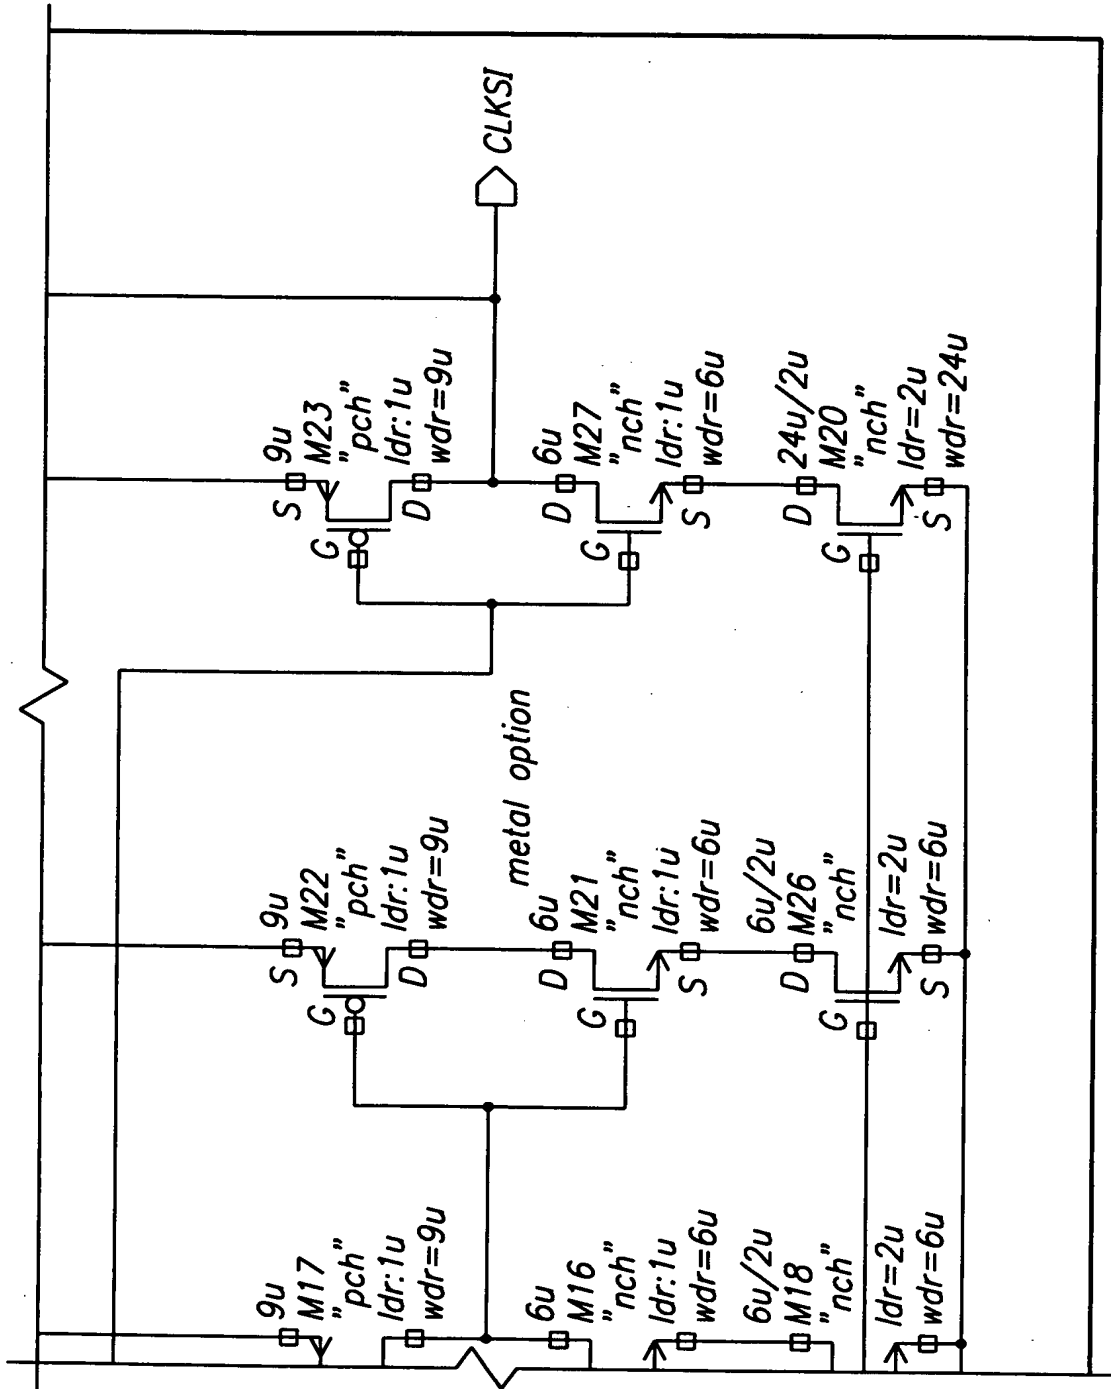 CLKSI
S
9u
M23
"pch"
ldr:1u
wdr=9u
G
D
D
6u
M27
"nch"
ldr:1u
wdr=6u
G
S
D
24u/2u
M20
"nch"
ldr=2u
wdr=24u
G
S
metal option
S
9u
M22
"pch"
ldr:1u
wdr=9u
G
D
D
6u
M21
"nch"
ldr:1u
wdr=6u
G
S
D
6u/2u
M26
"nch"
ldr=2u
wdr=6u
G
S
9u
M17
"pch"
ldr:1u
wdr=9u
6u
M16
"nch"
ldr:1u
wdr=6u
6u/2u
M18
"nch"
ldr=2u
wdr=6u